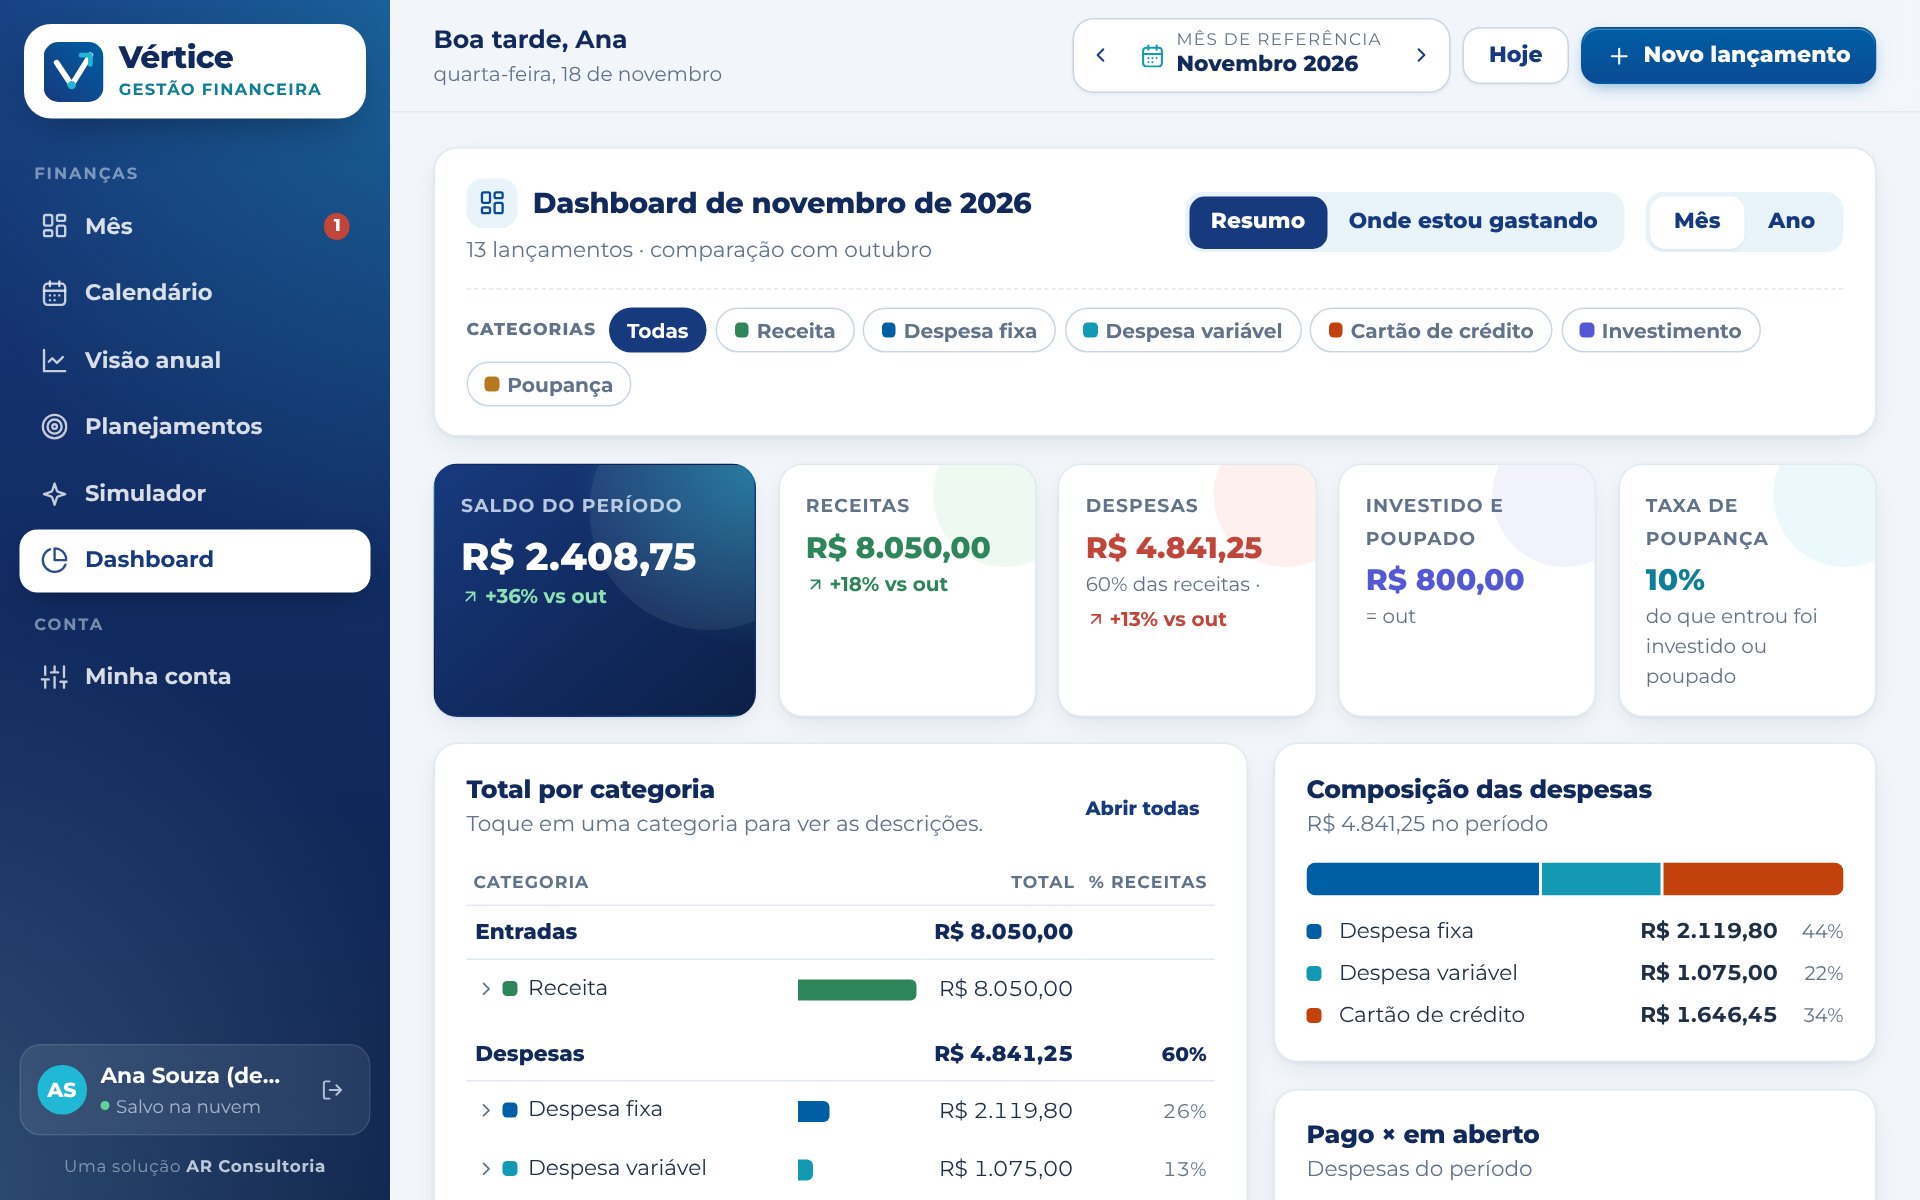 Vértice
GESTÃO FINANCEIRA
FINANÇAS
Mês
1
Calendário
Visão anual
Planejamentos
Simulador
Dashboard
CONTA
Minha conta
AS
Ana Souza (de...
Salvo na nuvem
Uma solução AR Consultoria
Boa tarde, Ana
quarta-feira, 18 de novembro
MÊS DE REFERÊNCIA
Novembro 2026
Hoje
Novo lançamento
Dashboard de novembro de 2026
13 lançamentos · comparação com outubro
Resumo
Onde estou gastando
Mês
Ano
CATEGORIAS
Todas
Receita
Despesa fixa
Despesa variável
Cartão de crédito
Investimento
Poupança
SALDO DO PERÍODO
R$ 2.408,75
+36% vs out
RECEITAS
R$ 8.050,00
+18% vs out
DESPESAS
R$ 4.841,25
60% das receitas ·
+13% vs out
INVESTIDO E
POUPADO
R$ 800,00
= out
TAXA DE
POUPANÇA
10%
do que entrou foi
investido ou
poupado
Total por categoria
Toque em uma categoria para ver as descrições.
Abrir todas
CATEGORIA TOTAL % RECEITAS
Entradas R$ 8.050,00
Receita R$ 8.050,00
Despesas R$ 4.841,25 60%
Despesa fixa R$ 2.119,80 26%
Despesa variável R$ 1.075,00 13%
Composição das despesas
R$ 4.841,25 no período
Despesa fixa R$ 2.119,80 44%
Despesa variável R$ 1.075,00 22%
Cartão de crédito R$ 1.646,45 34%
Pago × em aberto
Despesas do período